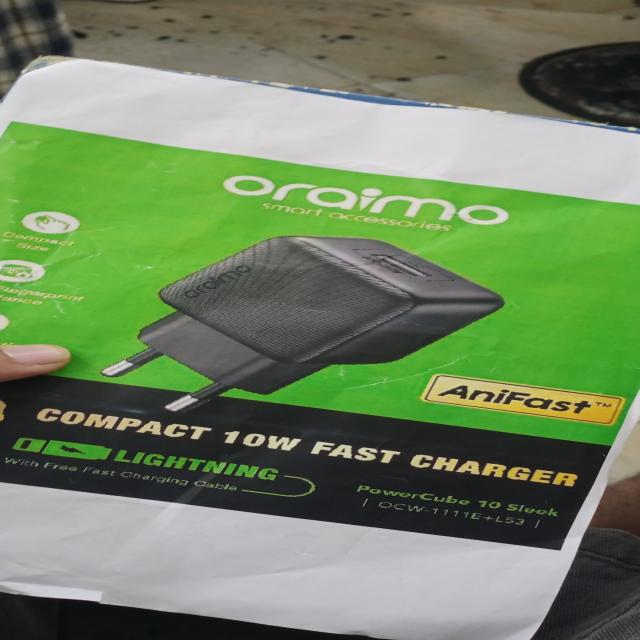 oraimo
smart accessories
Compact
Size
oraimo
AniFast™
COMPACT 10W FAST CHARGER
LIGHTNING
With Free Fast Charging Cable
PowerCube 10 Sleek
| OCW-1111E+L53 |